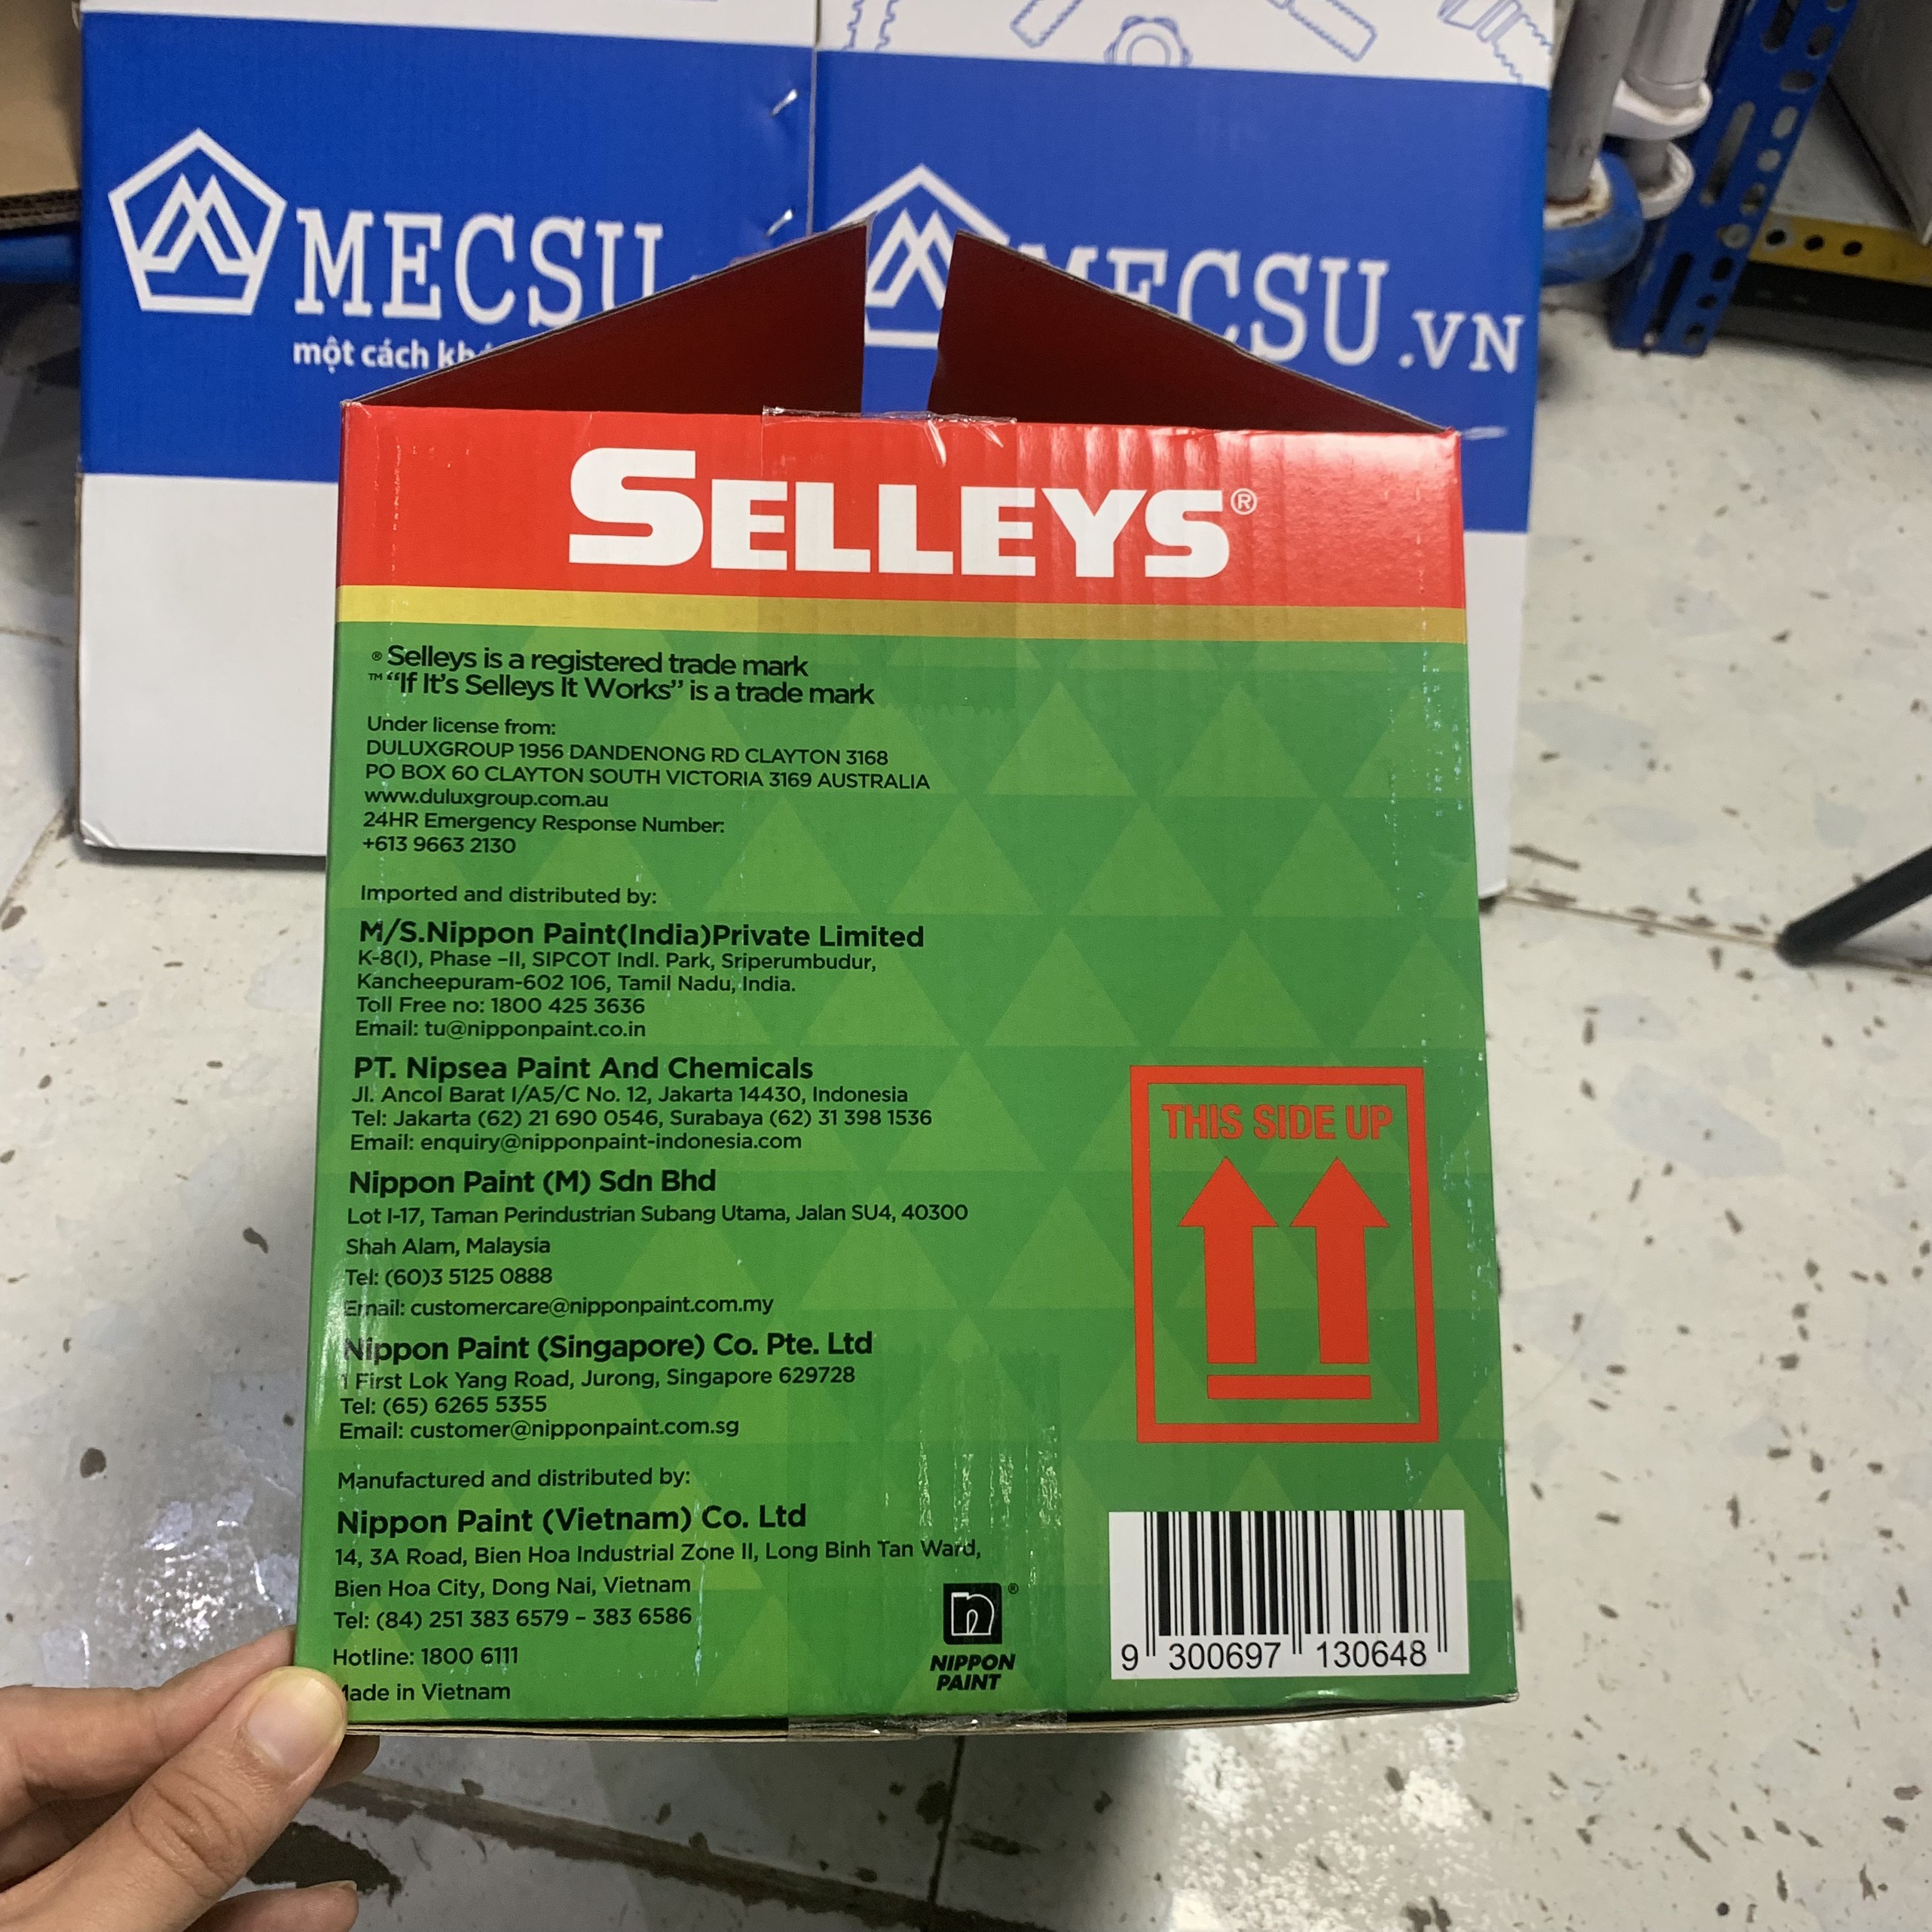 MECSU
một cách
MECSU.VN
SELLEYS®
® Selleys is a registered trade mark
™ “If It's Selleys It Works” is a trade mark
Under license from:
DULUXGROUP 1956 DANDENONG RD CLAYTON 3168
PO BOX 60 CLAYTON SOUTH VICTORIA 3169 AUSTRALIA
www.duluxgroup.com.au
24HR Emergency Response Number:
+613 9663 2130
Imported and distributed by:
M/S.Nippon Paint(India)Private Limited
K-8(I), Phase –II, SIPCOT Indl. Park, Sriperumbudur,
Kancheepuram-602 106, Tamil Nadu, India.
Toll Free no: 1800 425 3636
Email: tu@nipponpaint.co.in
PT. Nipsea Paint And Chemicals
Jl. Ancol Barat I/A5/C No. 12, Jakarta 14430, Indonesia
Tel: Jakarta (62) 21 690 0546, Surabaya (62) 31 398 1536
Email: enquiry@nipponpaint-indonesia.com
Nippon Paint (M) Sdn Bhd
Lot I-17, Taman Perindustrian Subang Utama, Jalan SU4, 40300
Shah Alam, Malaysia
Tel: (60)3 5125 0888
Email: customercare@nipponpaint.com.my
Nippon Paint (Singapore) Co. Pte. Ltd
1 First Lok Yang Road, Jurong, Singapore 629728
Tel: (65) 6265 5355
Email: customer@nipponpaint.com.sg
Manufactured and distributed by:
Nippon Paint (Vietnam) Co. Ltd
14, 3A Road, Bien Hoa Industrial Zone II, Long Binh Tan Ward,
Bien Hoa City, Dong Nai, Vietnam
Tel: (84) 251 383 6579 – 383 6586
Hotline: 1800 6111
Made in Vietnam
THIS SIDE UP
n®
NIPPON
PAINT
9 300697 130648